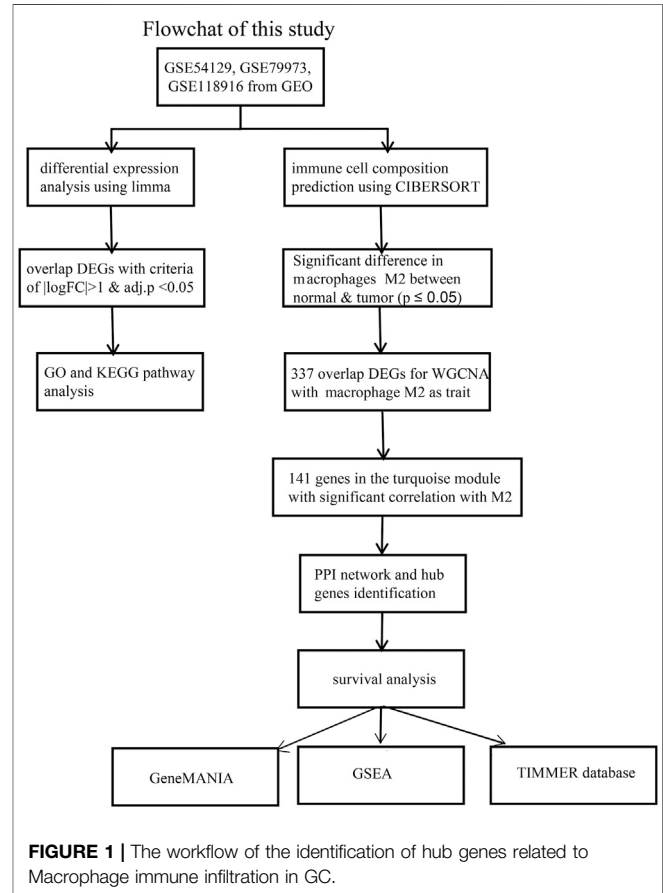 Flowchat of this study
GSE54129, GSE79973,
GSE118916 from GEO
differential expression
analysis using limma
immune cell composition
prediction using CIBERSORT
overlap DEGs with criteria
of |logFC|>1 & adj.p <0.05
Significant difference in
macrophages M2 between
normal & tumor (p ≤ 0.05)
GO and KEGG pathway
analysis
337 overlap DEGs for WGCNA
with macrophage M2 as trait
141 genes in the turquoise module
with significant correlation with M2
PPI network and hub
genes identification
survival analysis
GeneMANIA
GSEA
TIMMER database
FIGURE 1 | The workflow of the identification of hub genes related to
Macrophage immune infiltration in GC.